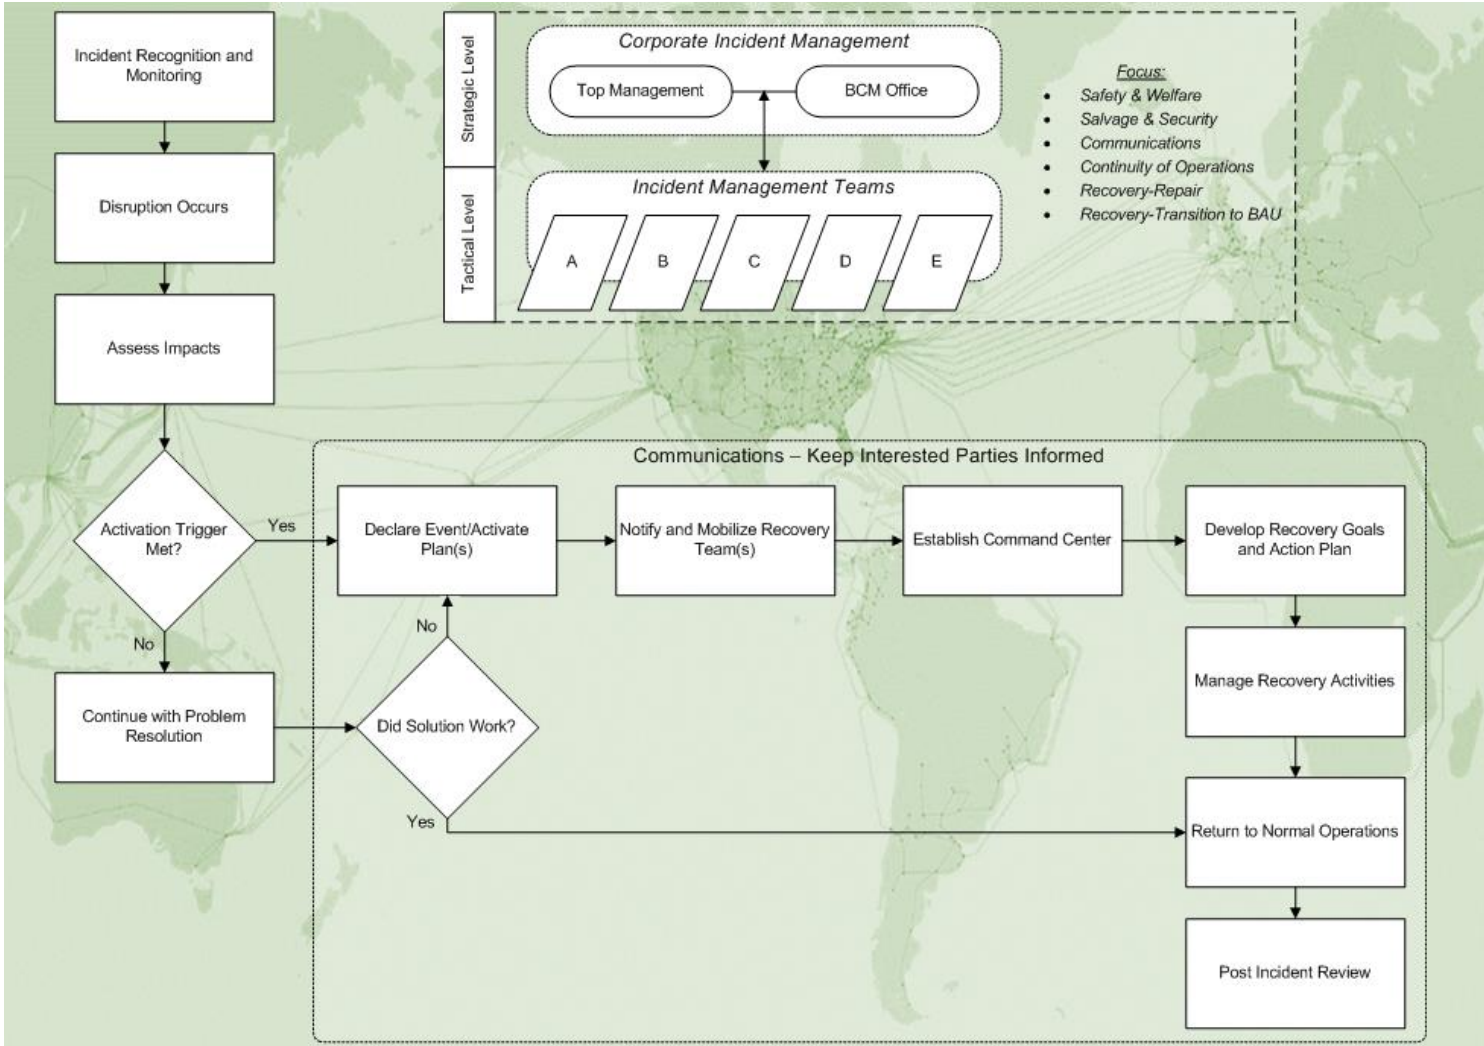 Incident Recognition and
Monitoring
Disruption Occurs
Assess Impacts
Activation Trigger
Met?
Yes
No
Continue with Problem
Resolution
Strategic Level
Tactical Level
Corporate Incident Management
Top Management
BCM Office
Incident Management Teams
A
B
C
D
E
Focus:
• Safety & Welfare
• Salvage & Security
• Communications
• Continuity of Operations
• Recovery-Repair
• Recovery-Transition to BAU
Communications – Keep Interested Parties Informed
Declare Event/Activate
Plan(s)
Notify and Mobilize Recovery
Team(s)
Establish Command Center
Develop Recovery Goals
and Action Plan
No
Did Solution Work?
Yes
Manage Recovery Activities
Return to Normal Operations
Post Incident Review